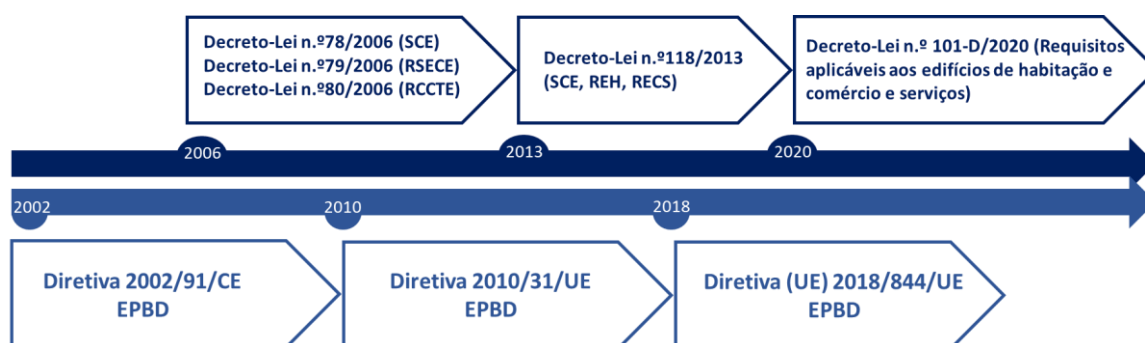 Decreto-Lei n.º78/2006 (SCE)
Decreto-Lei n.º79/2006 (RSECE)
Decreto-Lei n.º80/2006 (RCCTE)
Decreto-Lei n.º118/2013
(SCE, REH, RECS)
Decreto-Lei n.º 101-D/2020 (Requisitos
aplicáveis aos edifícios de habitação e
comércio e serviços)
2006
2013
2020
2002
2010
2018
Diretiva 2002/91/CE
EPBD
Diretiva 2010/31/UE
EPBD
Diretiva (UE) 2018/844/UE
EPBD